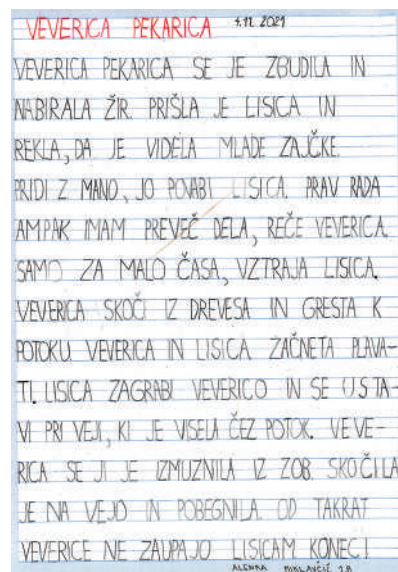 VEVERICA PEKARICA 4.11. 2021
VEVERICA PEKARICA SE JE ZBUDILA IN
NABIRALA ŽIR. PRIŠLA JE LISICA IN
REKLA, DA JE VIDELA MLADE ZAJČKE.
PRIDI Z MANO, JO POVABI LISICA. PRAV RADA
AMPAK IMAM PREVEČ DELA, REČE VEVERICA.
SAMO ZA MALO ČASA, VZTRAJA LISICA.
VEVERICA SKOČI IZ DREVESA IN GRESTA K
POTOKU. VEVERICA IN LISICA ZAČNETA PLAVA-
TI. LISICA ZAGRABI VEVERICO IN SE USTA-
VI PRI VEJI, KI JE VISELA ČEZ POTOK. VEVE-
RICA SE JI JE IZMUZNILA IZ ZOB. SKOČILA
JE NA VEJO IN POBEGNILA. OD TAKRAT
VEVERICE NE ZAUPAJO LISICAM. KONEC!
ALENKA MIKLAVČIČ 2.B